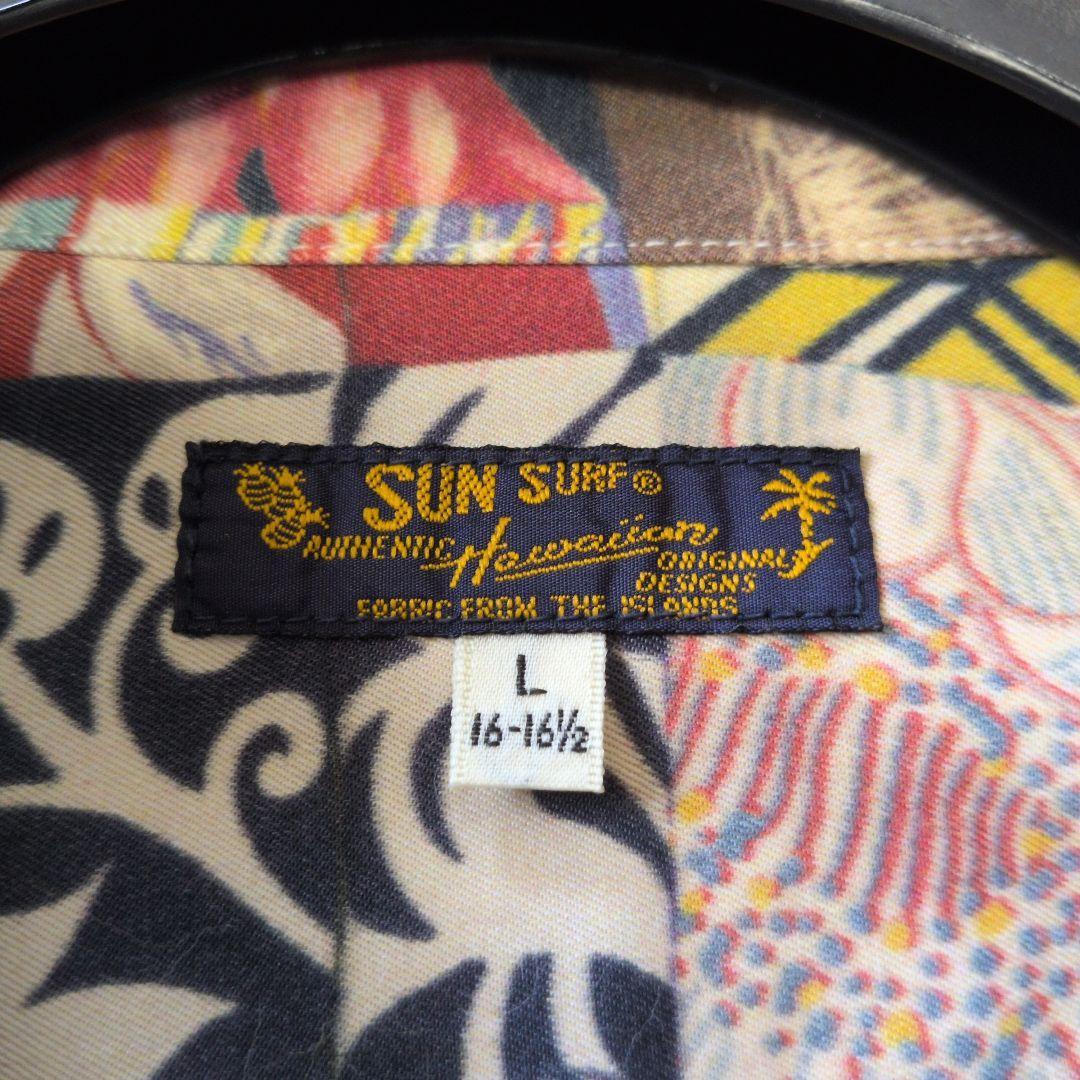 SUN SURF®
AUTHENTIC Hawaiian ORIGINAL
DESIGNS
FABRIC FROM THE ISLANDS
L
16-16½